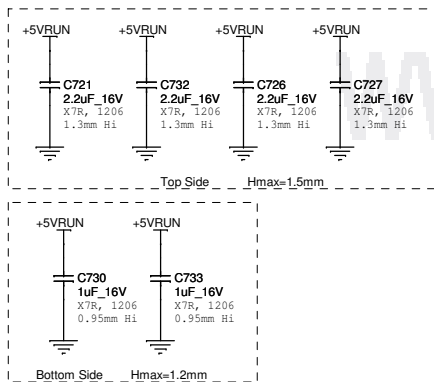 +5VRUN +5VRUN +5VRUN +5VRUN
C721 C732 C726 C727
2.2uF_16V 2.2uF_16V 2.2uF_16V 2.2uF_16V
X7R, 1206 X7R, 1206 X7R, 1206 X7R, 1206
1.3mm Hi 1.3mm Hi 1.3mm Hi 1.3mm Hi
Top Side Hmax=1.5mm
+5VRUN +5VRUN
C730 C733
1uF_16V 1uF_16V
X7R, 1206 X7R, 1206
0.95mm Hi 0.95mm Hi
Bottom Side Hmax=1.2mm